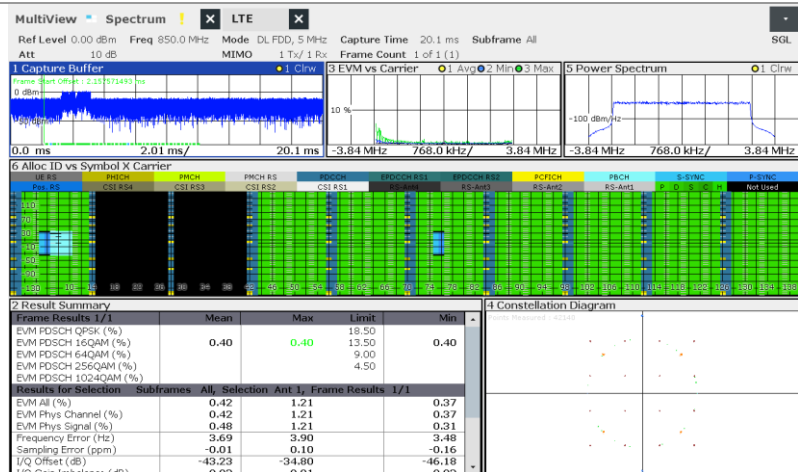 MultiView Spectrum ! X LTE X
Ref Level 0.00 dBm Freq 850.0 MHz Mode DL FDD, 5 MHz Capture Time 20.1 ms Subframe All SGL
Att 10 dB MIMO 1 Tx / 1 Rx Frame Count 1 of 1 (1)
1 Capture Buffer 1 Clrw 3 EVM vs Carrier 1 Avg 2 Min 3 Max 5 Power Spectrum 1 Clrw
Frame Start Offset : 2.157571493 ms
0 dBm
10 %
-100 dBm/Hz
0.0 ms 2.01 ms/ 20.1 ms -3.84 MHz 768.0 kHz/ 3.84 MHz -3.84 MHz 768.0 kHz/ 3.84 MHz
6 Alloc ID vs Symbol X Carrier
UE RS PHICH PMCH PMCH RS PDCCH EPDCCH RS1 EPDCCH RS2 PCFICH PBCH S-SYNC P-SYNC
Pos. RS CSI RS4 CSI RS3 CSI RS2 CSI RS1 RS-Ant4 RS-Ant3 RS-Ant2 RS-Ant1 P D S C H Not Used
2 Result Summary 4 Constellation Diagram
Frame Results 1/1 Mean Max Limit Min
Points Measured : 42140
EVM PDSCH QPSK (%) 18.50
EVM PDSCH 16QAM (%) 0.40 0.40 13.50 0.40
EVM PDSCH 64QAM (%) 9.00
EVM PDSCH 256QAM (%) 4.50
EVM PDSCH 1024QAM (%)
Results for Selection Subframes All, Selection Ant 1, Frame Results 1/1
EVM All (%) 0.42 1.21 0.37
EVM Phys Channel (%) 0.42 1.21 0.37
EVM Phys Signal (%) 0.48 1.21 0.31
Frequency Error (Hz) 3.69 3.90 3.48
Sampling Error (ppm) -0.01 0.10 -0.16
I/Q Offset (dB) -43.23 -34.80 -46.18